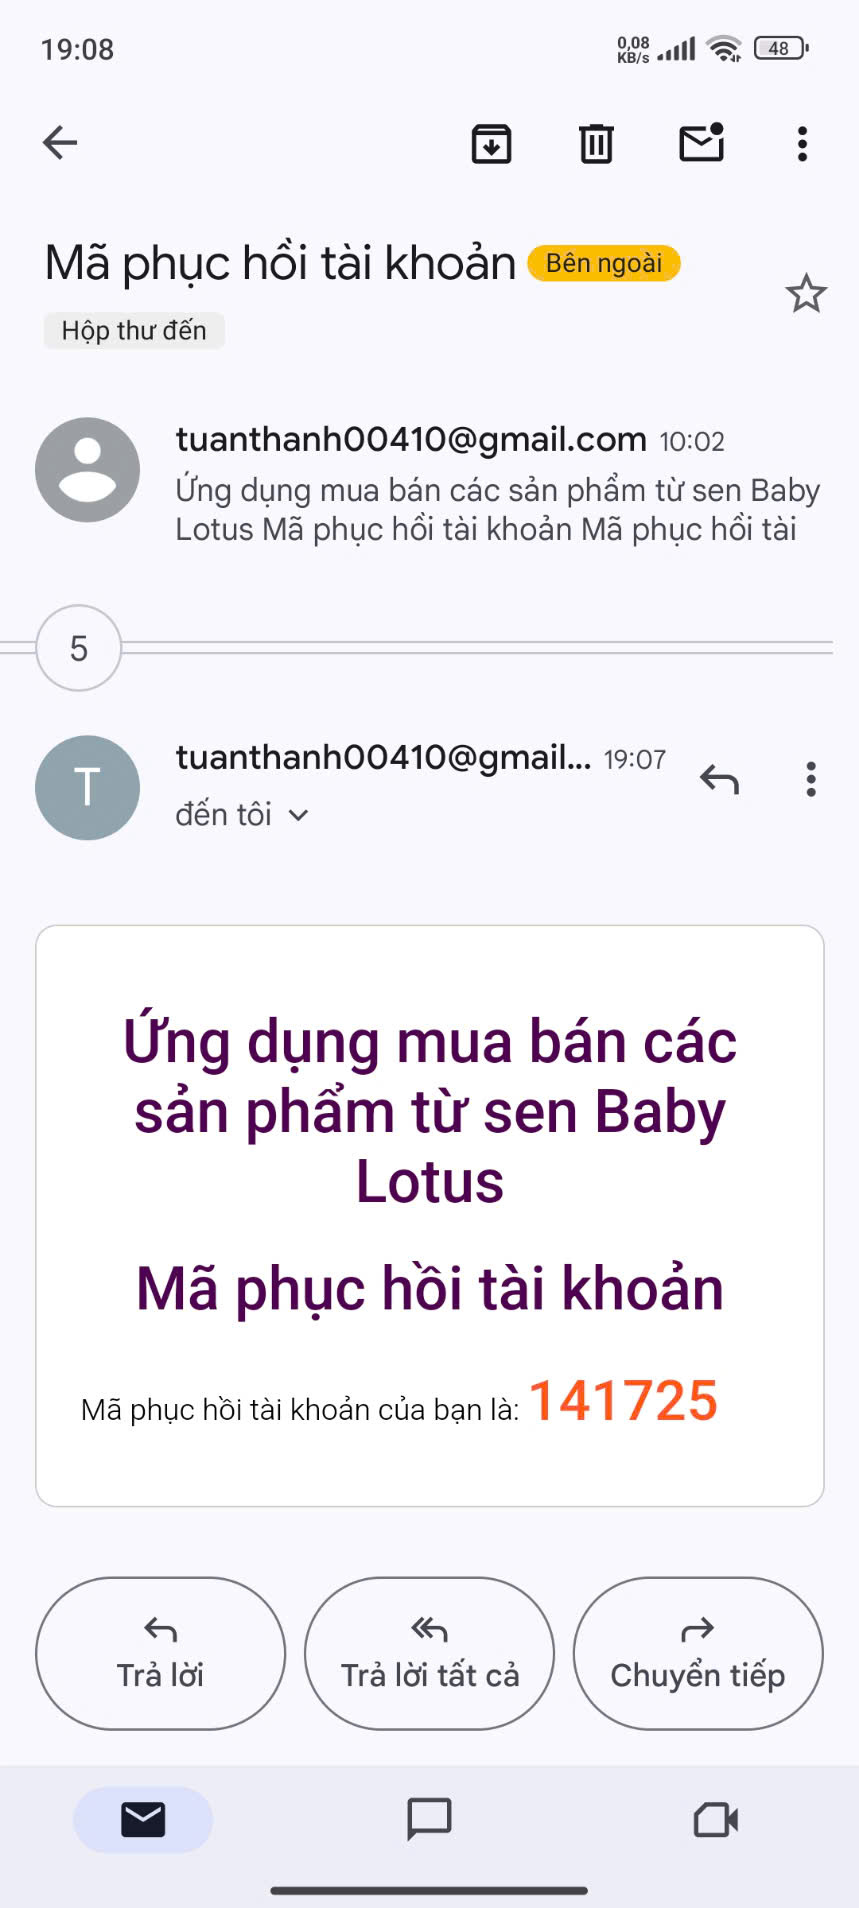 19:08
0,08
KB/s
48
Mã phục hồi tài khoản Bên ngoài
Hộp thư đến
tuanthanh00410@gmail.com 10:02
Ứng dụng mua bán các sản phẩm từ sen Baby
Lotus Mã phục hồi tài khoản Mã phục hồi tài
5
T
tuanthanh00410@gmail... 19:07
đến tôi
Ứng dụng mua bán các
sản phẩm từ sen Baby
Lotus
Mã phục hồi tài khoản
Mã phục hồi tài khoản của bạn là: 141725
Trả lời
Trả lời tất cả
Chuyển tiếp